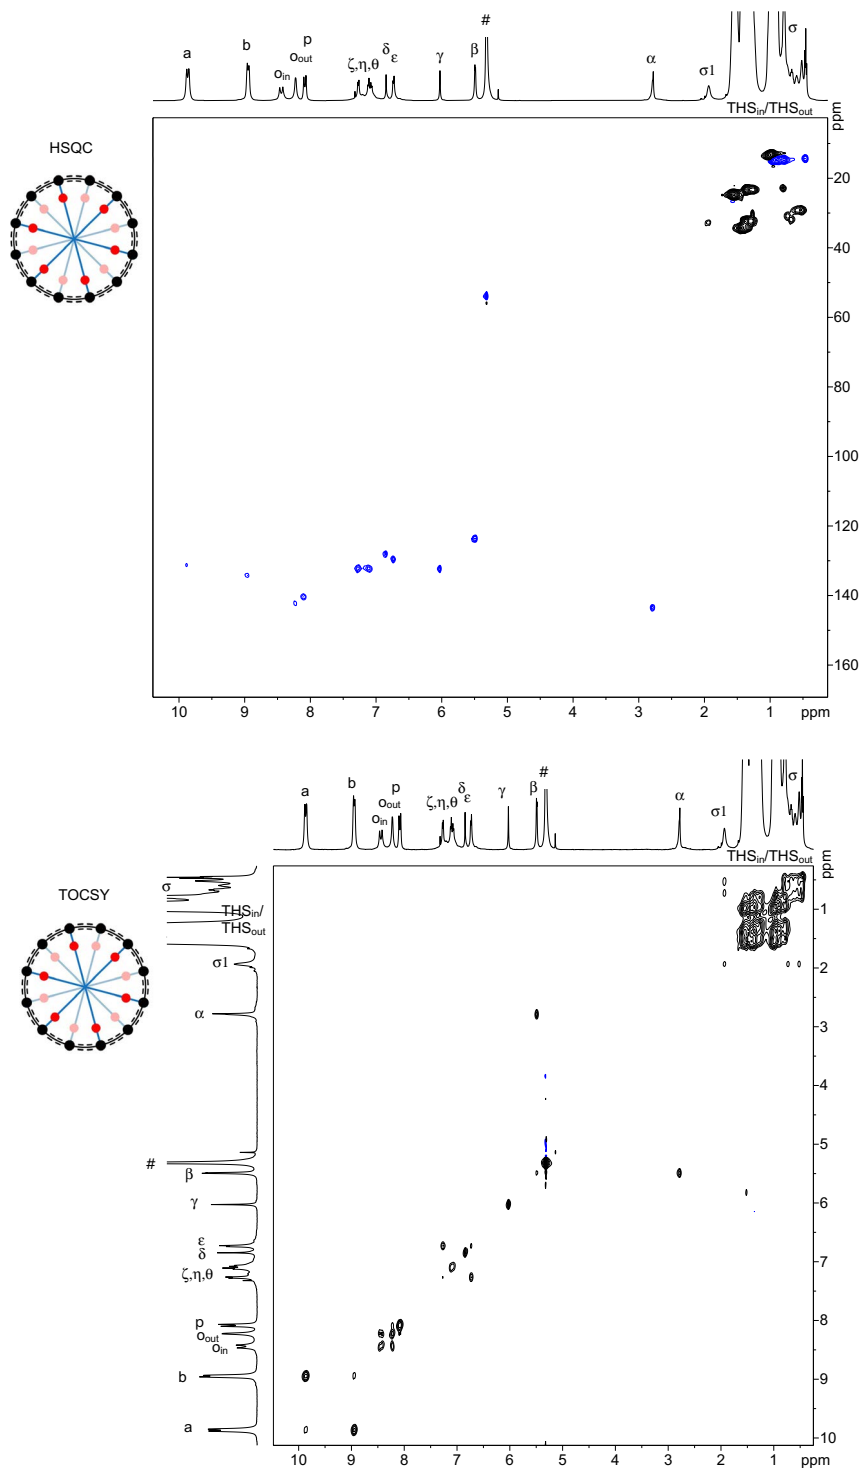 #
p
σ
a
b
o_out
o_in
ζ,η,θ
δ
ε
γ
β
α
σ1
THS_in/THS_out
ppm
HSQC
20
40
60
80
100
120
140
160
10 9 8 7 6 5 4 3 2 1 ppm
#
p
σ
a
b
o_out
o_in
ζ,η,θ
δ
ε
γ
β
α
σ1
THS_in/THS_out
ppm
TOCSY
σ
THS_in/
THS_out
σ1
α
#
β
γ
ε
δ
ζ,η,θ
p
o_out
o_in
b
a
1
2
3
4
5
6
7
8
9
10
10 9 8 7 6 5 4 3 2 1 ppm